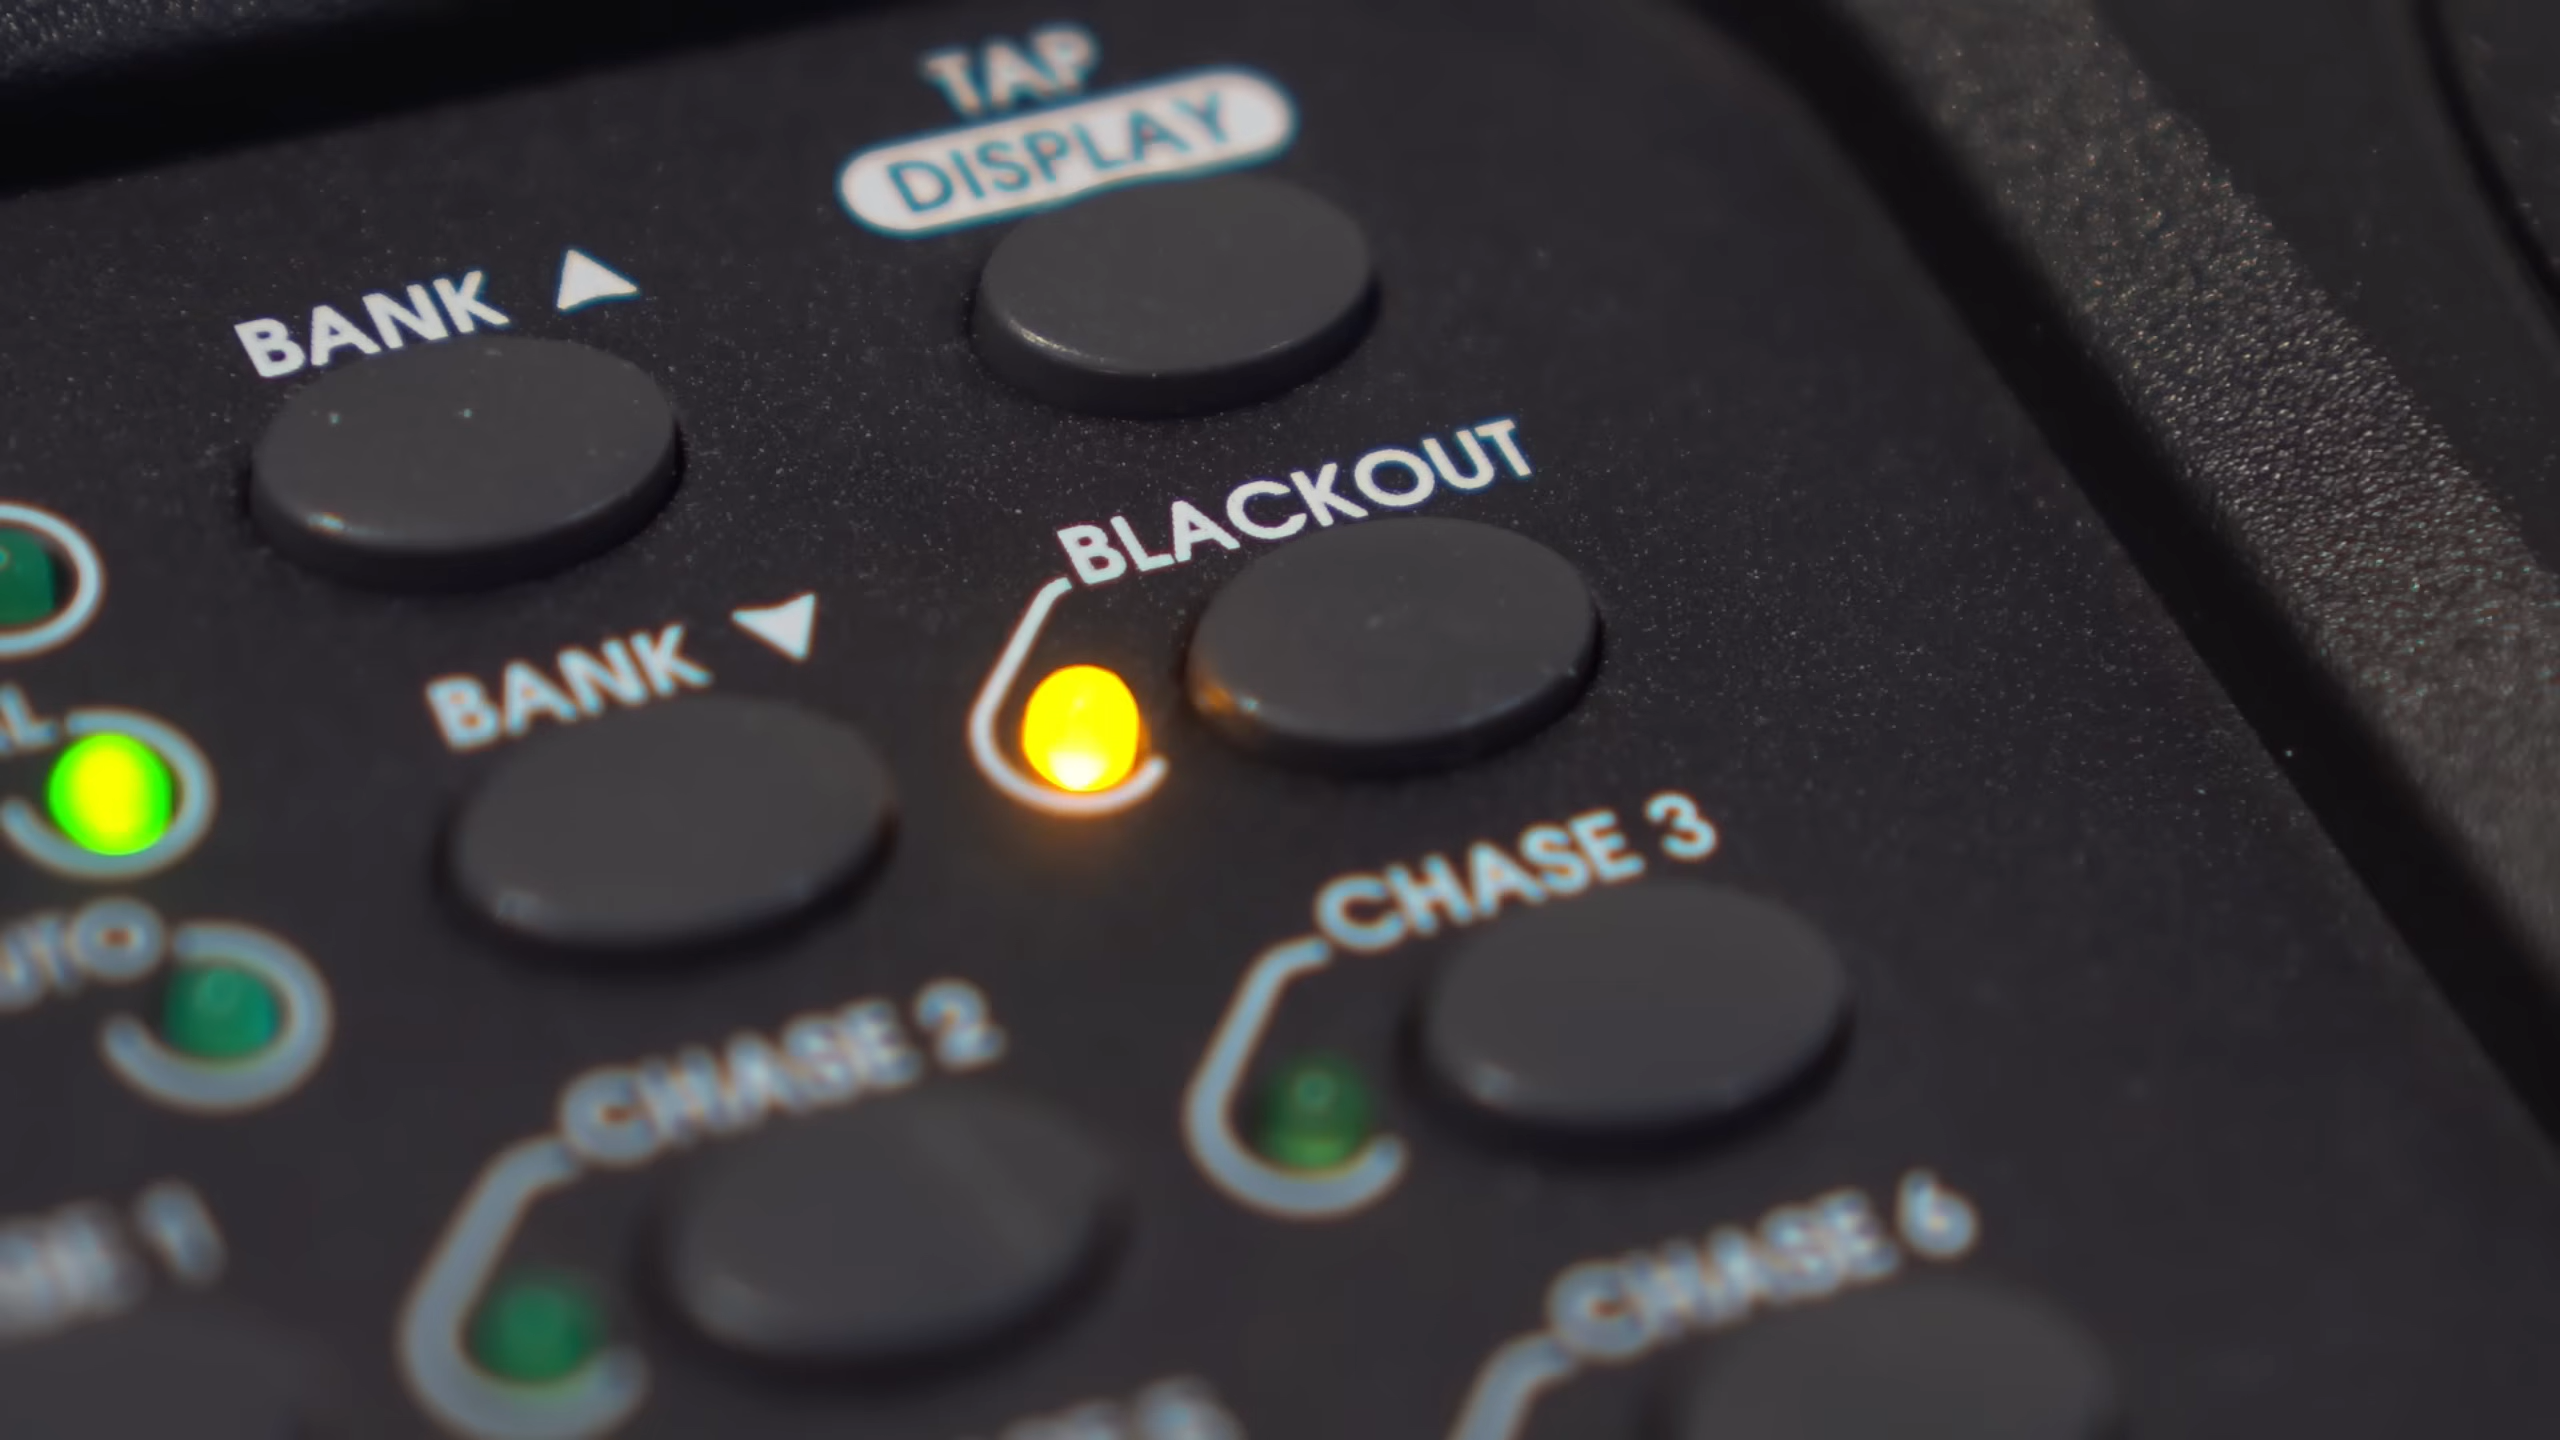 TAP
DISPLAY
BANK ▲
BLACKOUT
BANK ▼
CHASE 3
CHASE 2
CHASE 6